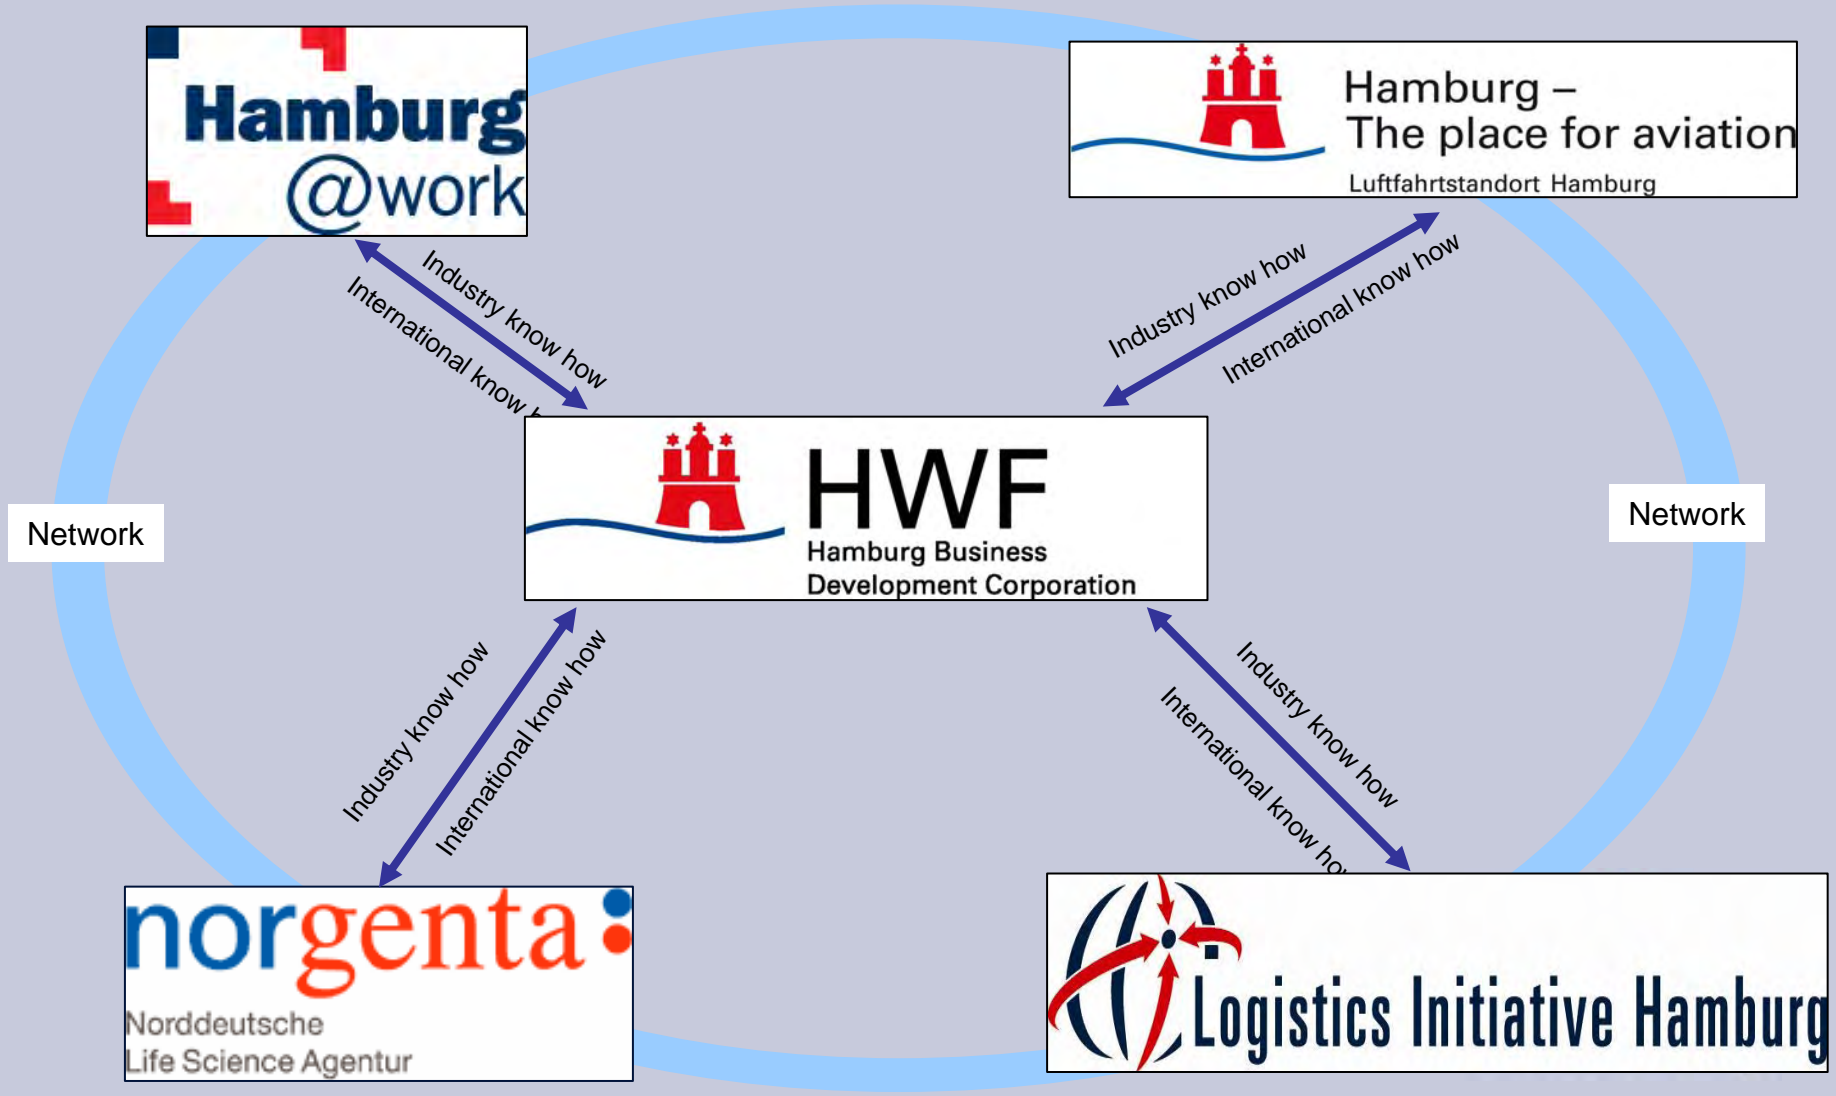 Hamburg
@work
Hamburg –
The place for aviation
Luftfahrtstandort Hamburg
Industry know how
International know
Industry know how
International know how
HWF
Hamburg Business
Development Corporation
Network
Network
Industry know how
International know how
Industry know how
International know how
norgenta
Norddeutsche
Life Science Agentur
Logistics Initiative Hamburg